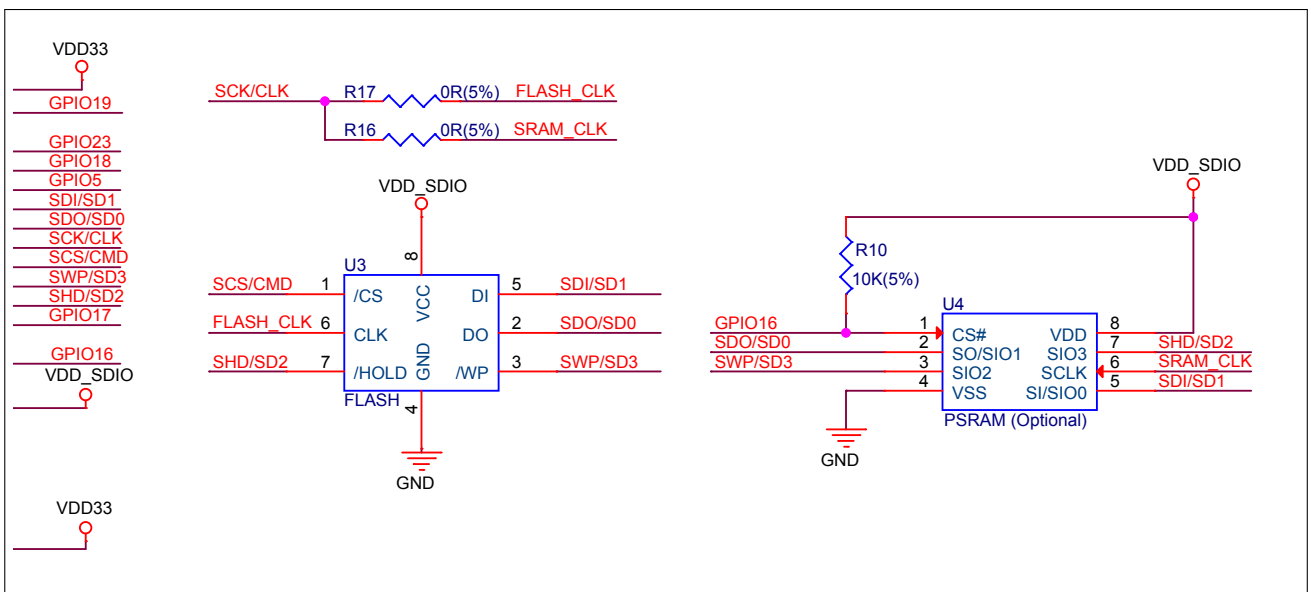 VDD33
GPIO19
GPIO23
GPIO18
GPIO5
SDI/SD1
SDO/SD0
SCK/CLK
SCS/CMD
SWP/SD3
SHD/SD2
GPIO17
GPIO16
VDD_SDIO
VDD33
SCK/CLK R17 0R(5%) FLASH_CLK
R16 0R(5%) SRAM_CLK
VDD_SDIO
8
U3
SCS/CMD 1 /CS VCC DI 5 SDI/SD1
FLASH_CLK 6 CLK DO 2 SDO/SD0
SHD/SD2 7 /HOLD GND /WP 3 SWP/SD3
FLASH 4
GND
VDD_SDIO
R10
10K(5%)
U4
GPIO16 1 CS# VDD 8
SDO/SD0 2 SO/SIO1 SIO3 7 SHD/SD2
SWP/SD3 3 SIO2 SCLK 6 SRAM_CLK
4 VSS SI/SIO0 5 SDI/SD1
PSRAM (Optional)
GND